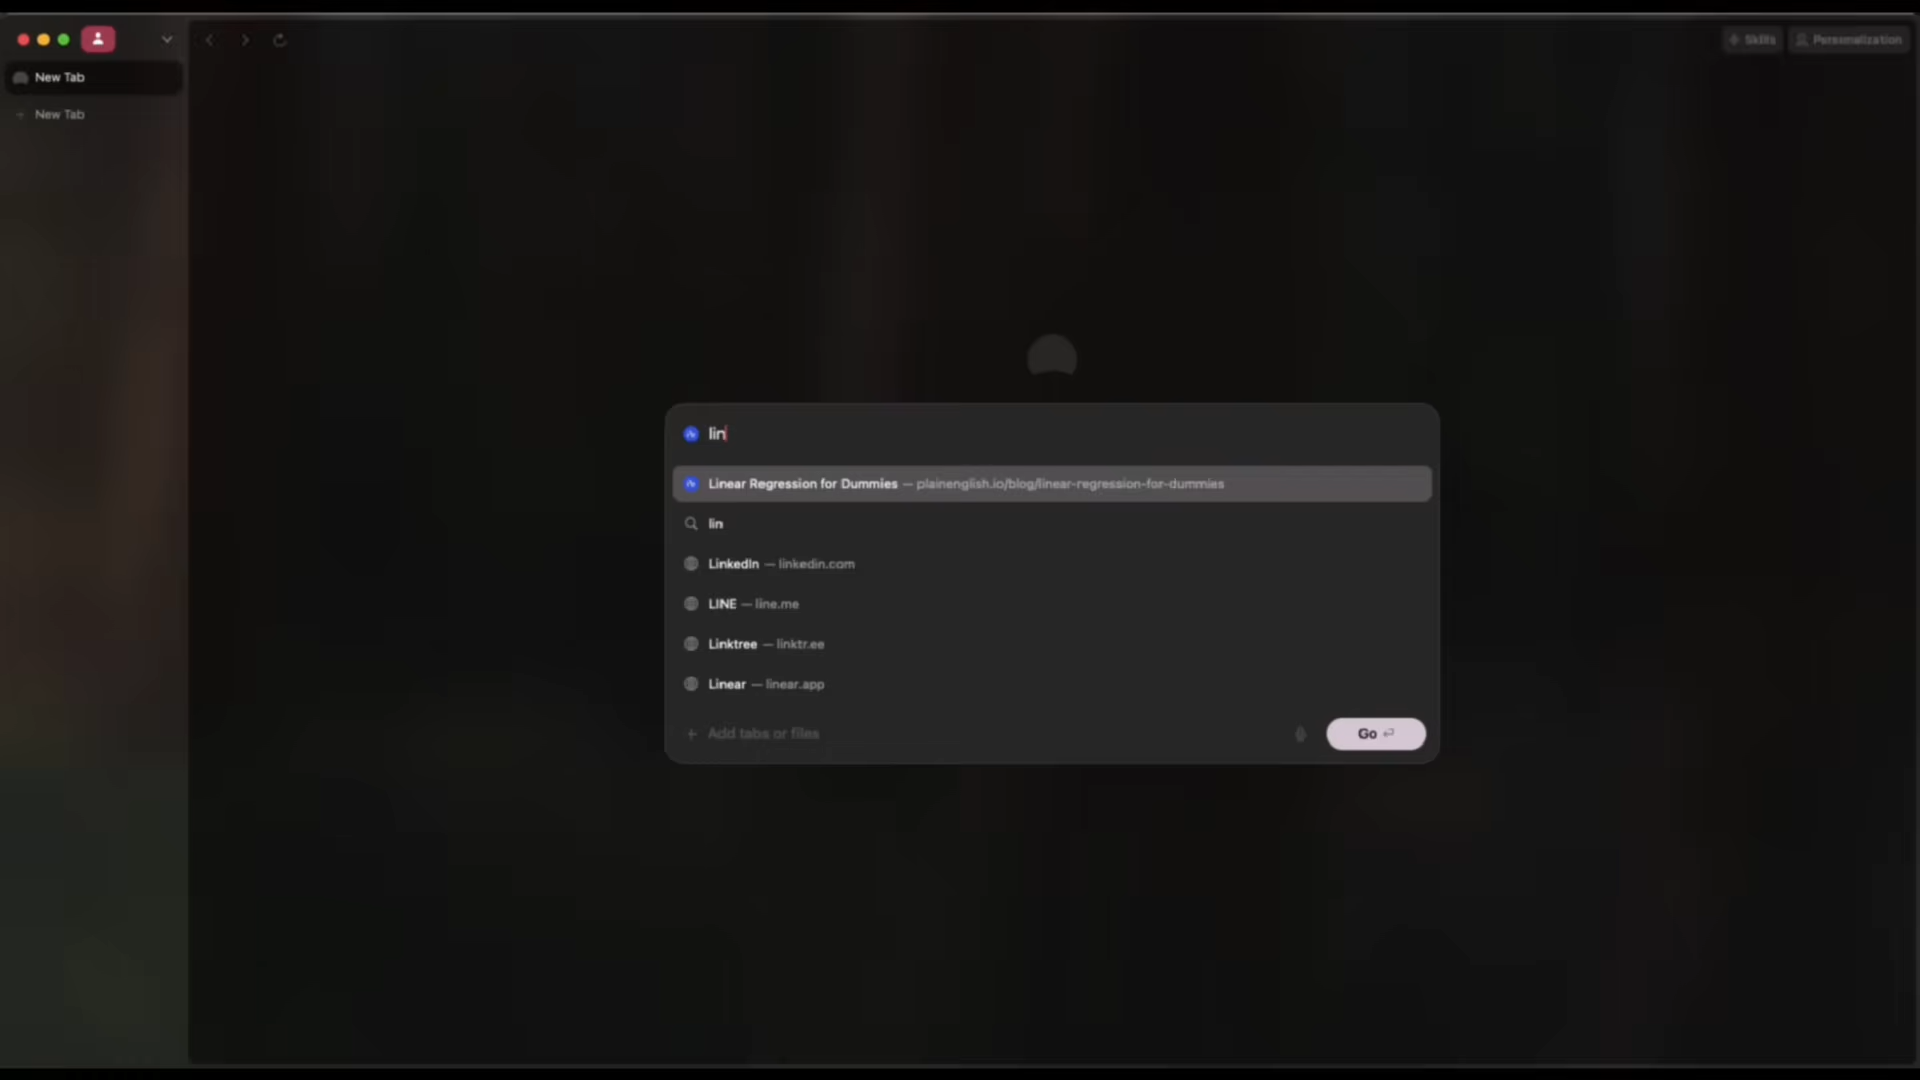 New Tab
New Tab
Skills
Personalization
lin
Linear Regression for Dummies — plainenglish.io/blog/linear-regression-for-dummies
lin
LinkedIn — linkedin.com
LINE — line.me
Linktree — linktr.ee
Linear — linear.app
+ Add tabs or files
Go ↵